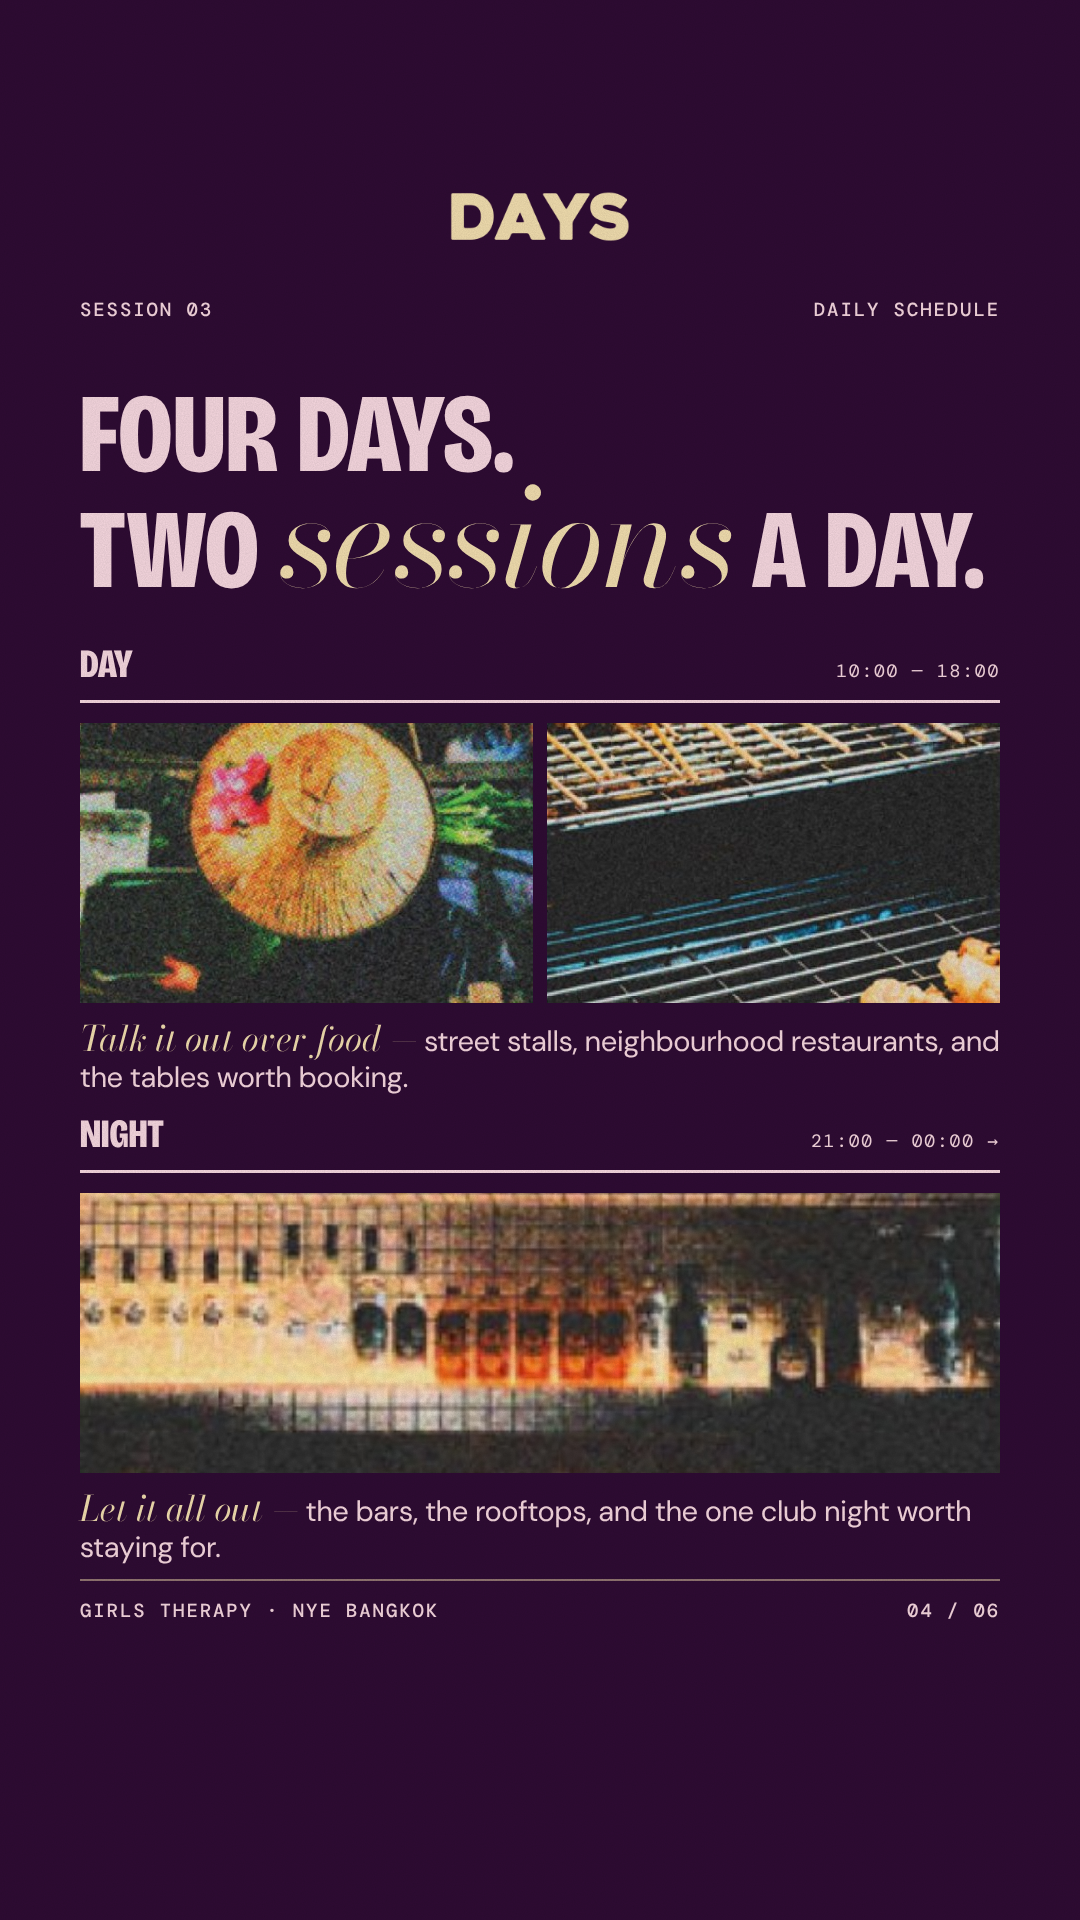 DAYS
SESSION 03
DAILY SCHEDULE
FOUR DAYS.
TWO sessions A DAY.
DAY
10:00 — 18:00
Talk it out over food — street stalls, neighbourhood restaurants, and
the tables worth booking.
NIGHT
21:00 — 00:00 →
Let it all out — the bars, the rooftops, and the one club night worth
staying for.
GIRLS THERAPY · NYE BANGKOK
04 / 06